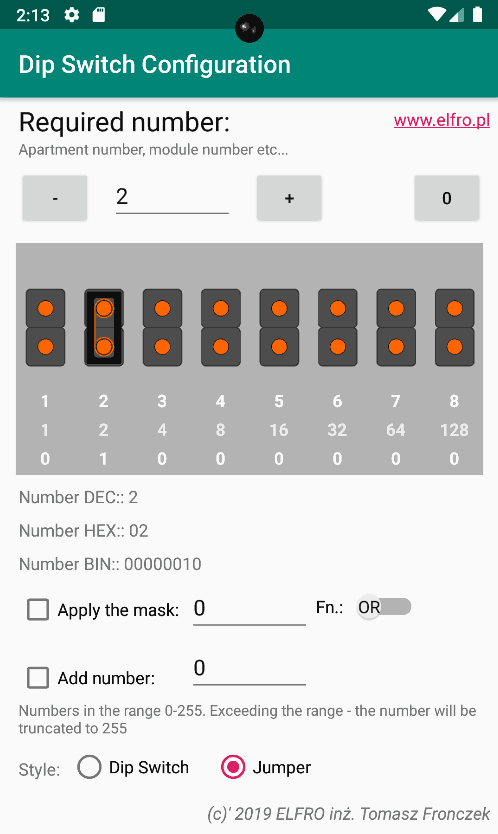 2:13
Dip Switch Configuration
Required number:
www.elfro.pl
Apartment number, module number etc...
- 2 + 0
1 2 3 4 5 6 7 8
1 2 4 8 16 32 64 128
0 1 0 0 0 0 0 0
Number DEC:: 2
Number HEX:: 02
Number BIN:: 00000010
Apply the mask: 0 Fn.: OR
Add number: 0
Numbers in the range 0-255. Exceeding the range - the number will be
truncated to 255
Style: Dip Switch Jumper
(c)' 2019 ELFRO inż. Tomasz Fronczek